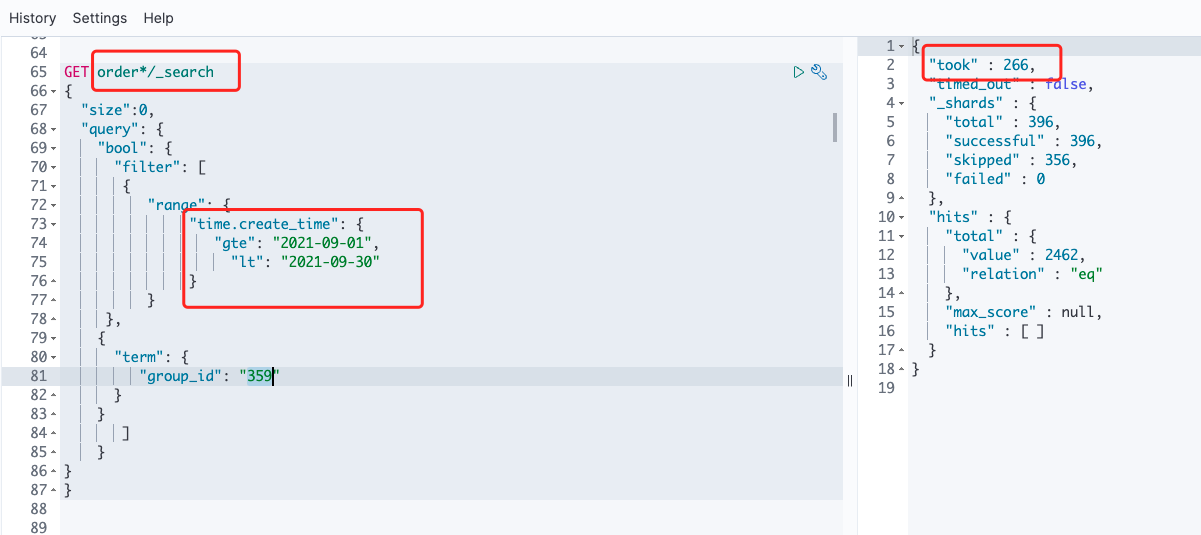 History Settings Help
63
64
65 GET order*/_search
66 {
67 "size":0,
68 "query": {
69 "bool": {
70 "filter": [
71 {
72 "range": {
73 "time.create_time": {
74 "gte": "2021-09-01",
75 "lt": "2021-09-30"
76 }
77 }
78 },
79 {
80 "term": {
81 "group_id": "359"
82 }
83 }
84 ]
85 }
86 }
87 }
88
89
1 {
2 "took" : 266,
3 "timed_out" : false,
4 "_shards" : {
5 "total" : 396,
6 "successful" : 396,
7 "skipped" : 356,
8 "failed" : 0
9 },
10 "hits" : {
11 "total" : {
12 "value" : 2462,
13 "relation" : "eq"
14 },
15 "max_score" : null,
16 "hits" : [ ]
17 }
18 }
19